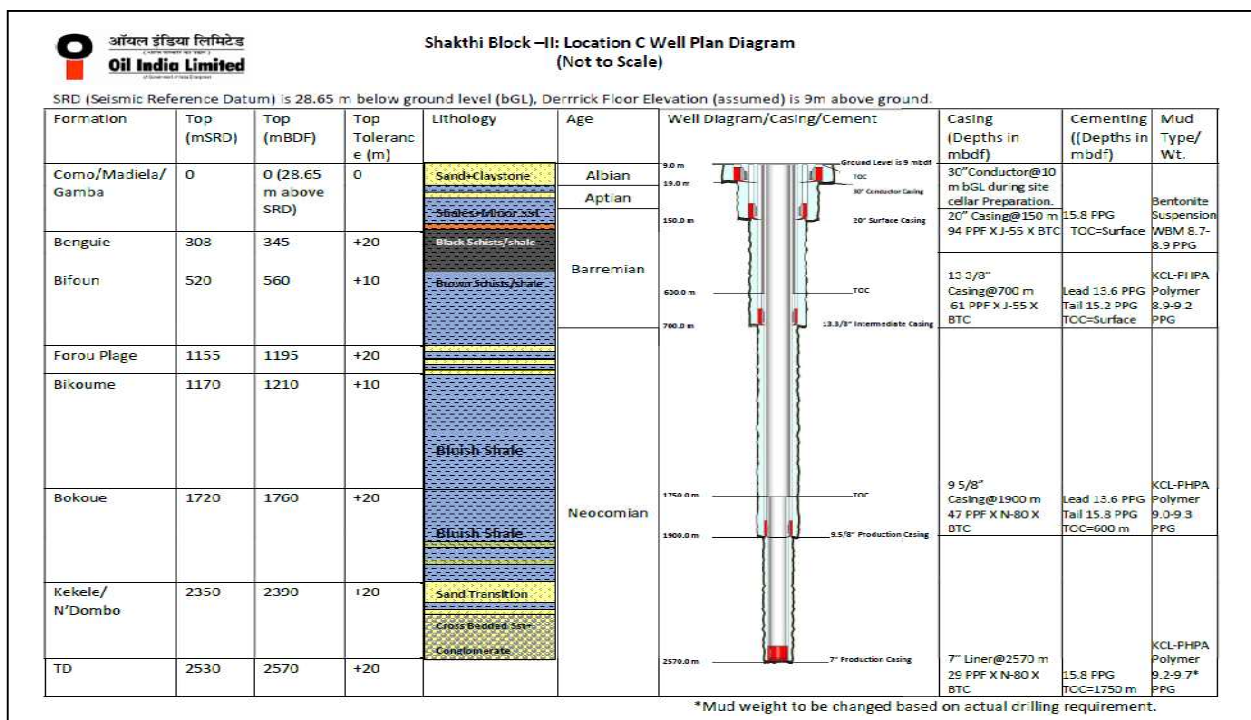 ऑयल इंडिया लिमिटेड
Oil India Limited
Shakthi Block –II: Location C Well Plan Diagram
(Not to Scale)
SRD (Seismic Reference Datum) is 28.65 m below ground level (bGL), Derrrick Floor Elevation (assumed) is 9m above ground.
Formation
Top
(mSRD)
Top
(mBDF)
Top
Toleranc
e (m)
Lithology
Age
Well Diagram/Casing/Cement
Casing
(Depths in
mbdf)
Cementing
((Depths in
mbdf)
Mud
Type/
Wt.
Como/Madiela/
Gamba
0
0 (28.65
m above
SRD)
0
Sand+Claystone
Shales+Minor Sst
Albian
Aptian
9.0 m
Ground Level is 9 mbdf
TOC
19.0 m
30" Conductor Casing
150.0 m
20" Surface Casing
30"Conductor@10
m bGL during site
cellar Preparation.
20" Casing@150 m
94 PPF X J-55 X BTC
15.8 PPG
TOC=Surface
Bentonite
Suspension
WBM 8.7-
8.9 PPG
Benguie
308
345
+20
Black Schists/shale
Barremian
Bifoun
520
560
+10
Brown Schists/shale
600.0 m
TOC
700.0 m
13.3/8" Intermediate Casing
13 3/8"
Casing@700 m
61 PPF X J-55 X
BTC
Lead 13.6 PPG
Tail 15.2 PPG
TOC=Surface
KCL-PHPA
Polymer
8.9-9.2
PPG
Forou Plage
1155
1195
+20
Bikoume
1170
1210
+10
Bluish Shale
Neocomian
Bokoue
1720
1760
+20
Bluish Shale
1750.0 m
TOC
1900.0 m
9.5/8" Production Casing
9 5/8"
Casing@1900 m
47 PPF X N-80 X
BTC
Lead 13.6 PPG
Tail 15.8 PPG
TOC=600 m
KCL-PHPA
Polymer
9.0-9.3
PPG
Kekele/
N'Dombo
2350
2390
+20
Sand Transition
Cross Bedded Sst+
Conglomerate
TD
2530
2570
+20
2570.0 m
7" Production Casing
7" Liner@2570 m
29 PPF X N-80 X
BTC
15.8 PPG
TOC=1750 m
KCL-PHPA
Polymer
9.2-9.7*
PPG
*Mud weight to be changed based on actual drilling requirement.